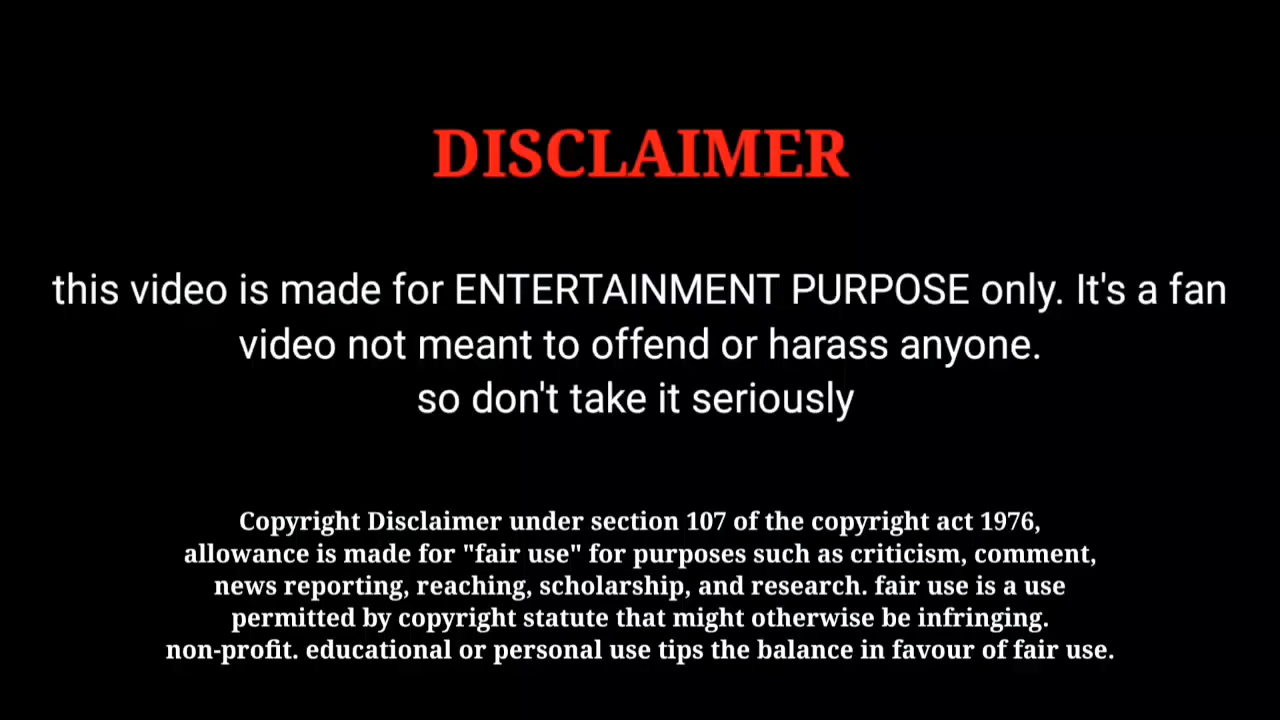 DISCLAIMER
this video is made for ENTERTAINMENT PURPOSE only. It's a fan
video not meant to offend or harass anyone.
so don't take it seriously
Copyright Disclaimer under section 107 of the copyright act 1976,
allowance is made for "fair use" for purposes such as criticism, comment,
news reporting, reaching, scholarship, and research. fair use is a use
permitted by copyright statute that might otherwise be infringing.
non-profit. educational or personal use tips the balance in favour of fair use.